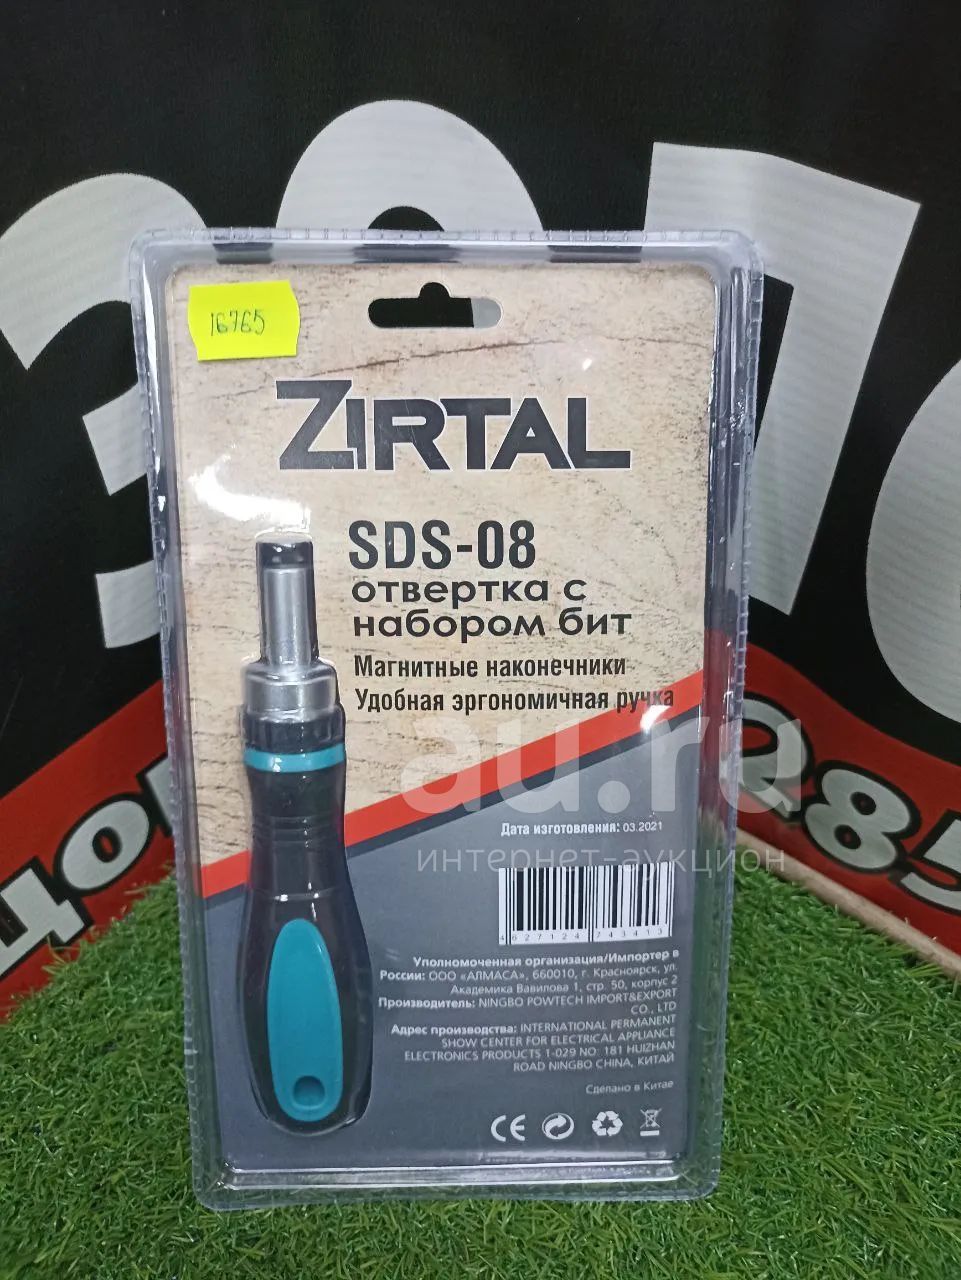 16765
ZIRTAL
SDS-08
отвертка с
набором бит
Магнитные наконечники
Удобная эргономичная ручка
au.ru
интернет-аукцион
Дата изготовления: 03.2021
4 627124 743413
Уполномоченная организация/Импортер в
России: ООО «АЛМАСА», 660010, г. Красноярск, ул.
Академика Вавилова 1, стр. 50, корпус 2
Производитель: NINGBO POWTECH IMPORT&EXPORT
CO., LTD
Адрес производства: INTERNATIONAL PERMANENT
SHOW CENTER FOR ELECTRICAL APPLIANCE
ELECTRONICS PRODUCTS 1-029 NO. 181 HUIZHAN
ROAD NINGBO CHINA, КИТАЙ
Сделано в Китае
CE